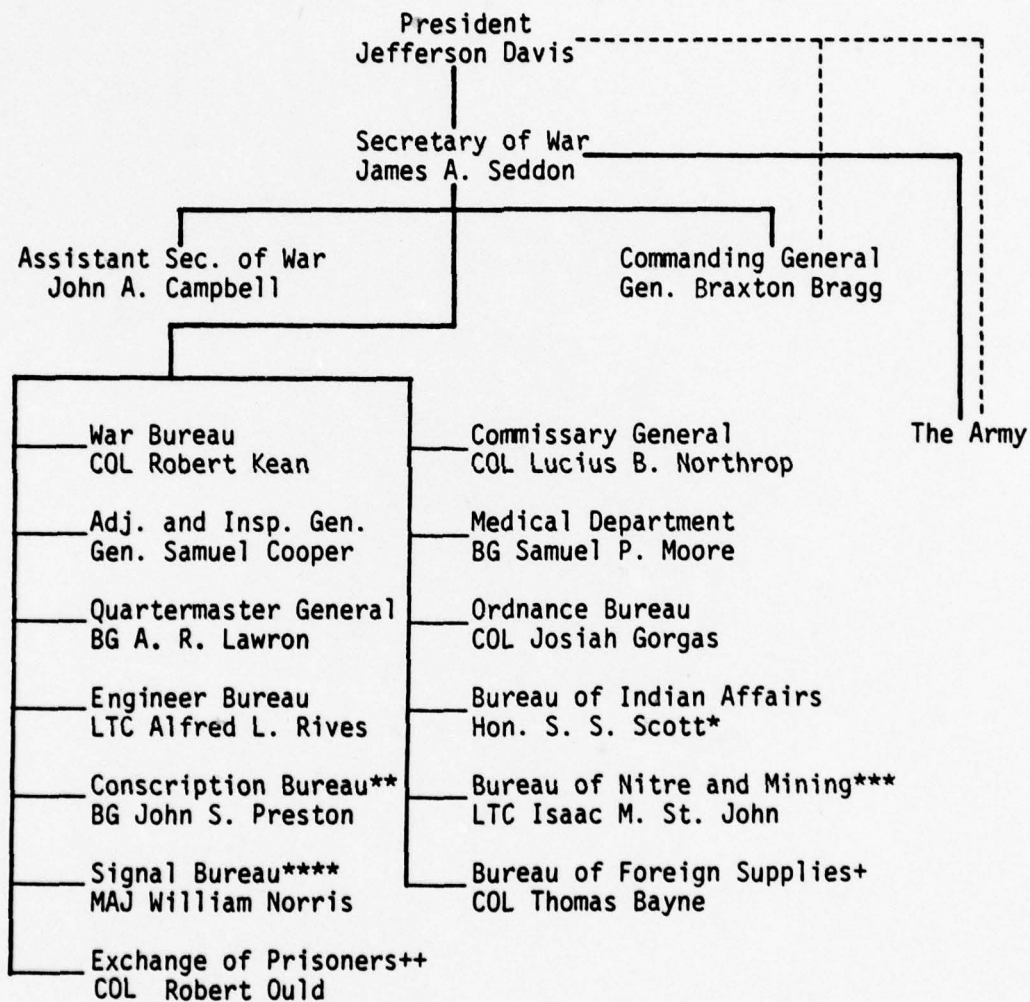 President
Jefferson Davis
Secretary of War
James A. Seddon
Assistant Sec. of War
John A. Campbell
Commanding General
Gen. Braxton Bragg
The Army
War Bureau
COL Robert Kean
Adj. and Insp. Gen.
Gen. Samuel Cooper
Quartermaster General
BG A. R. Lawron
Engineer Bureau
LTC Alfred L. Rives
Conscription Bureau**
BG John S. Preston
Signal Bureau****
MAJ William Norris
Exchange of Prisoners++
COL Robert Ould
Commissary General
COL Lucius B. Northrop
Medical Department
BG Samuel P. Moore
Ordnance Bureau
COL Josiah Gorgas
Bureau of Indian Affairs
Hon. S. S. Scott*
Bureau of Nitre and Mining***
LTC Isaac M. St. John
Bureau of Foreign Supplies+
COL Thomas Bayne